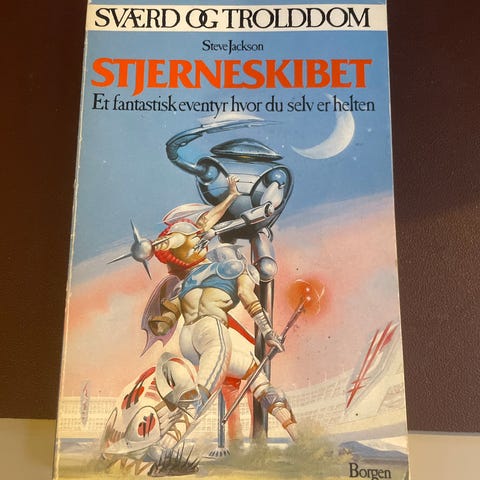 SVÆRD OG TROLDDOM
Steve Jackson
STJERNESKIBET
Et fantastisk eventyr hvor du selv er helten
Borgen